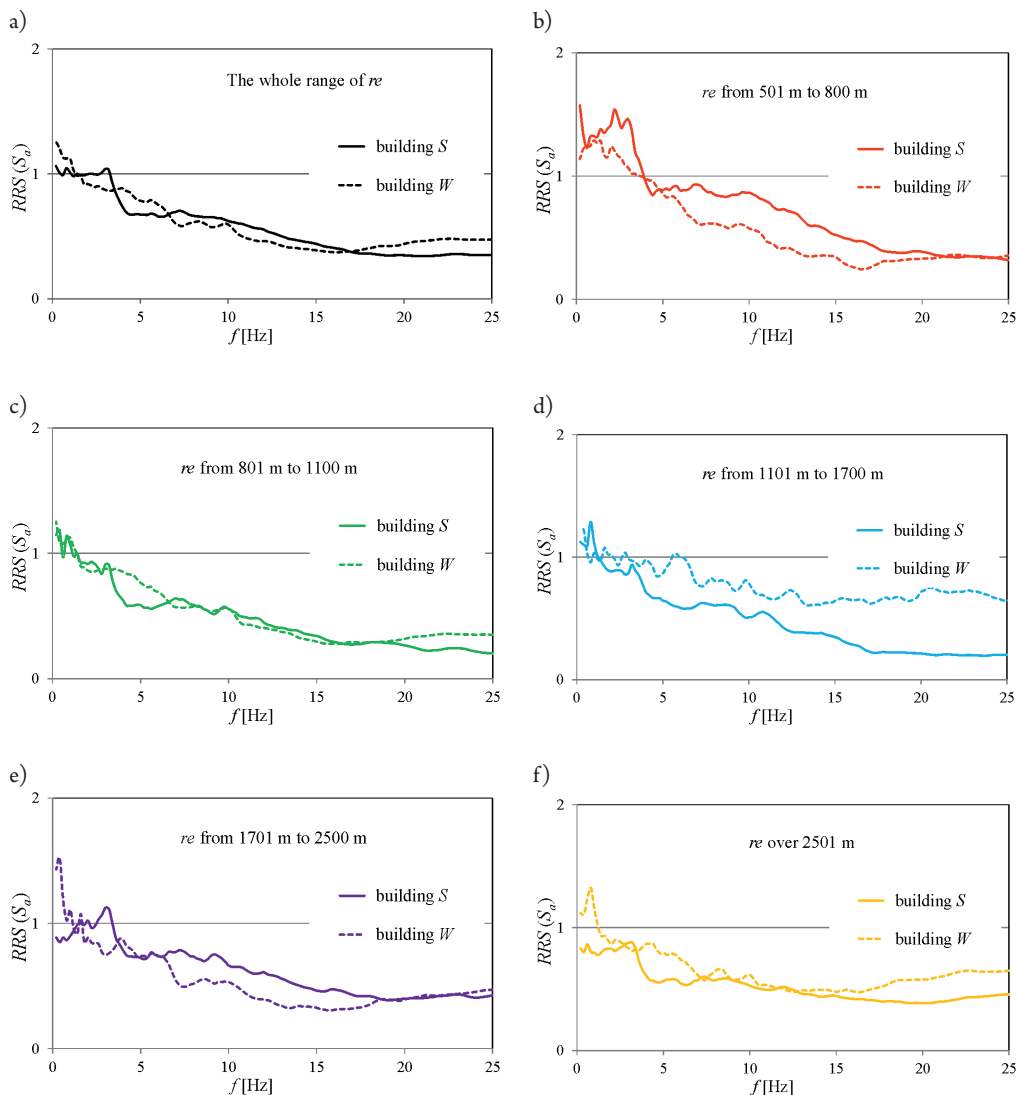 a)
2
1
0
0 5 10 15 20 25
RRS (Sa)
f [Hz]
The whole range of re
building S
building W
b)
2
1
0
0 5 10 15 20 25
RRS (Sa)
f [Hz]
re from 501 m to 800 m
building S
building W
c)
2
1
0
0 5 10 15 20 25
RRS (Sa)
f [Hz]
re from 801 m to 1100 m
building S
building W
d)
2
1
0
0 5 10 15 20 25
RRS (Sa)
f [Hz]
re from 1101 m to 1700 m
building S
building W
e)
2
1
0
0 5 10 15 20 25
RRS (Sa)
f [Hz]
re from 1701 m to 2500 m
building S
building W
f)
2
1
0
0 5 10 15 20 25
RRS (Sa)
f [Hz]
re over 2501 m
building S
building W